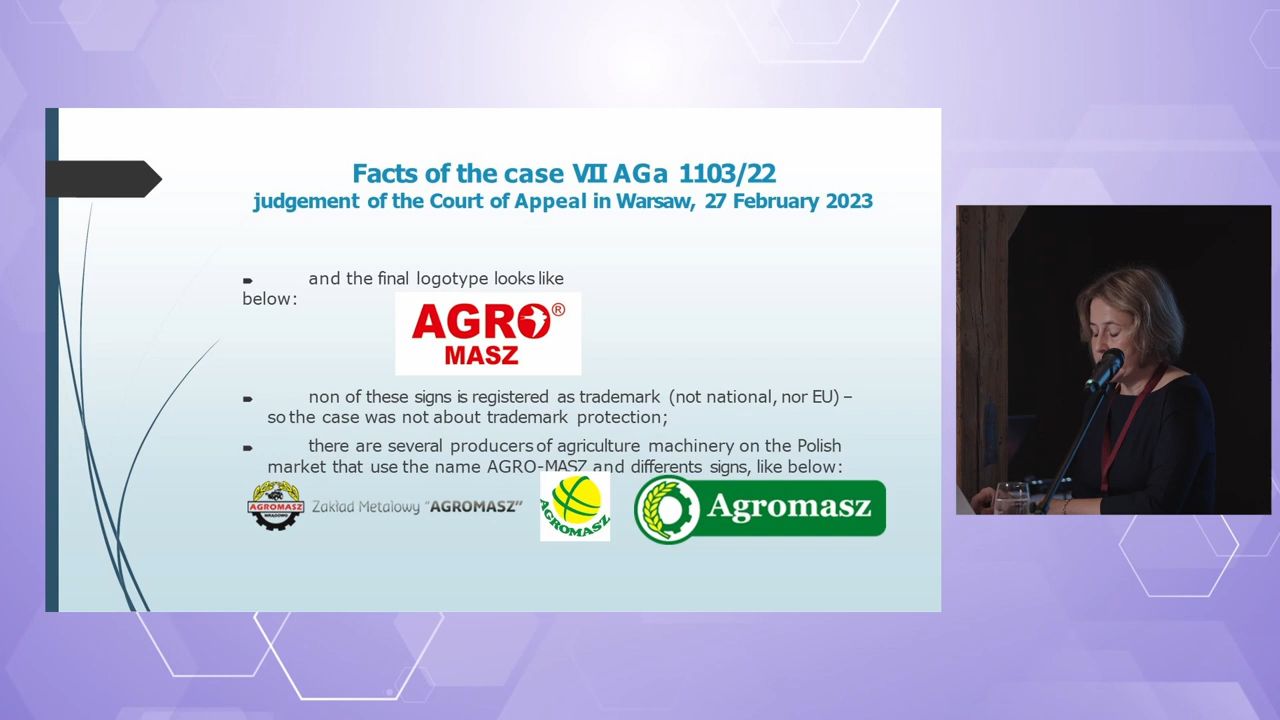 Facts of the case VII AGa 1103/22
judgement of the Court of Appeal in Warsaw, 27 February 2023
and the final logotype looks like
below:
AGRO®
MASZ
non of these signs is registered as trademark (not national, nor EU) –
so the case was not about trademark protection;
there are several producers of agriculture machinery on the Polish
market that use the name AGRO-MASZ and differents signs, like below:
AGROMASZ
MRĄGOWO
Zakład Metalowy "AGROMASZ"
AGROMASZ
Agromasz